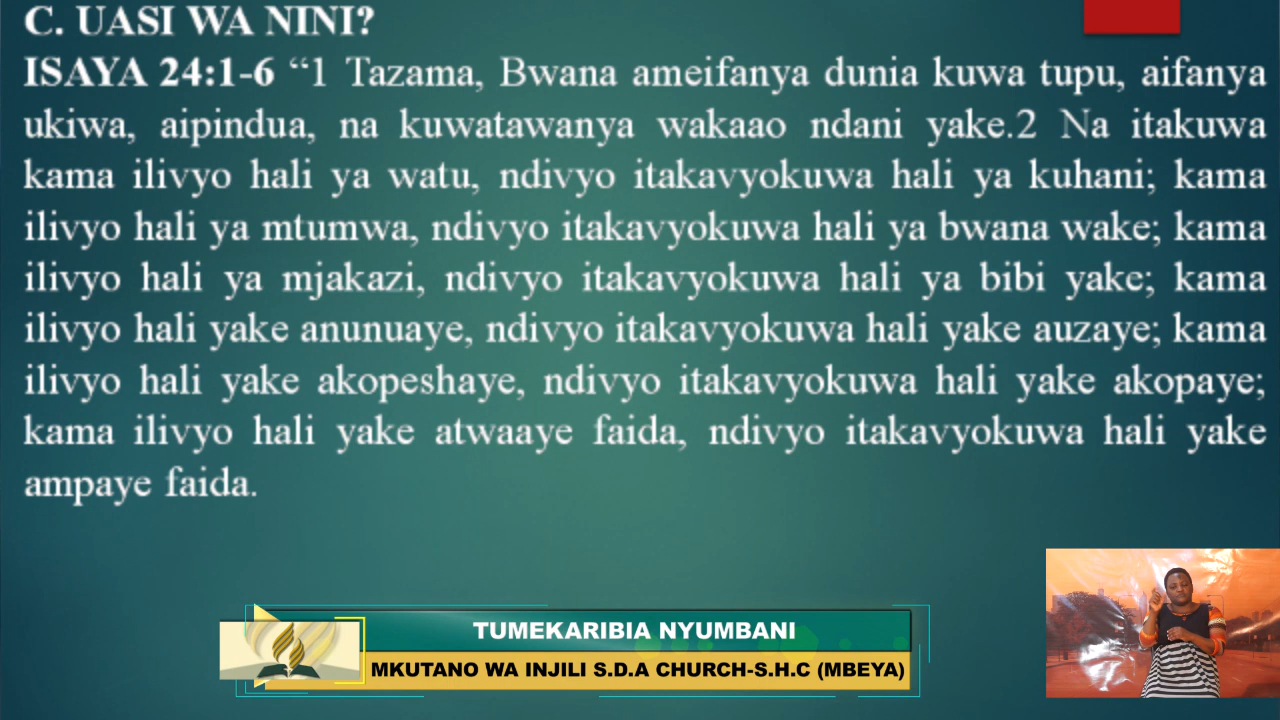 C. UASI WA NINI?
ISAYA 24:1-6 “1 Tazama, Bwana ameifanya dunia kuwa tupu, aifanya
ukiwa, aipindua, na kuwatawanya wakaao ndani yake.2 Na itakuwa
kama ilivyo hali ya watu, ndivyo itakavyokuwa hali ya kuhani; kama
ilivyo hali ya mtumwa, ndivyo itakavyokuwa hali ya bwana wake; kama
ilivyo hali ya mjakazi, ndivyo itakavyokuwa hali ya bibi yake; kama
ilivyo hali yake anunuaye, ndivyo itakavyokuwa hali yake auzaye; kama
ilivyo hali yake akopeshaye, ndivyo itakavyokuwa hali yake akopaye;
kama ilivyo hali yake atwaaye faida, ndivyo itakavyokuwa hali yake
ampaye faida.
TUMEKARIBIA NYUMBANI
MKUTANO WA INJILI S.D.A CHURCH-S.H.C (MBEYA)